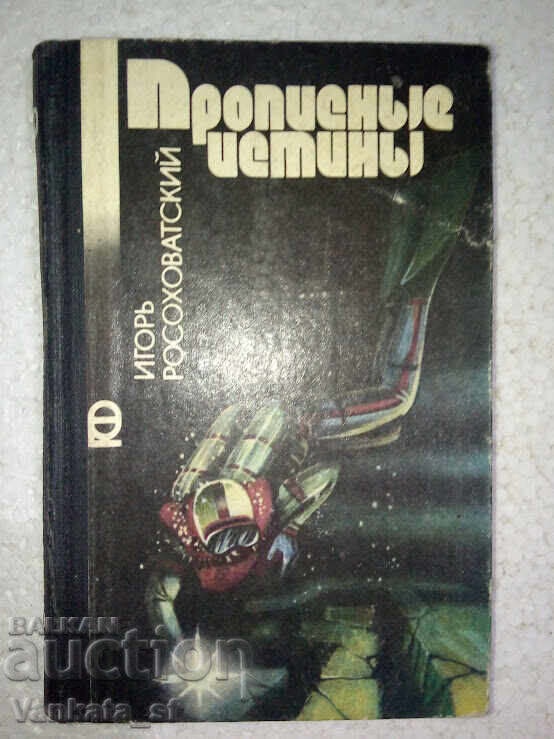 Прописные
истины
ИГОРЬ
РОСОХОВАТСКИЙ
Ф
BALKAN
auction
Vankata_sf